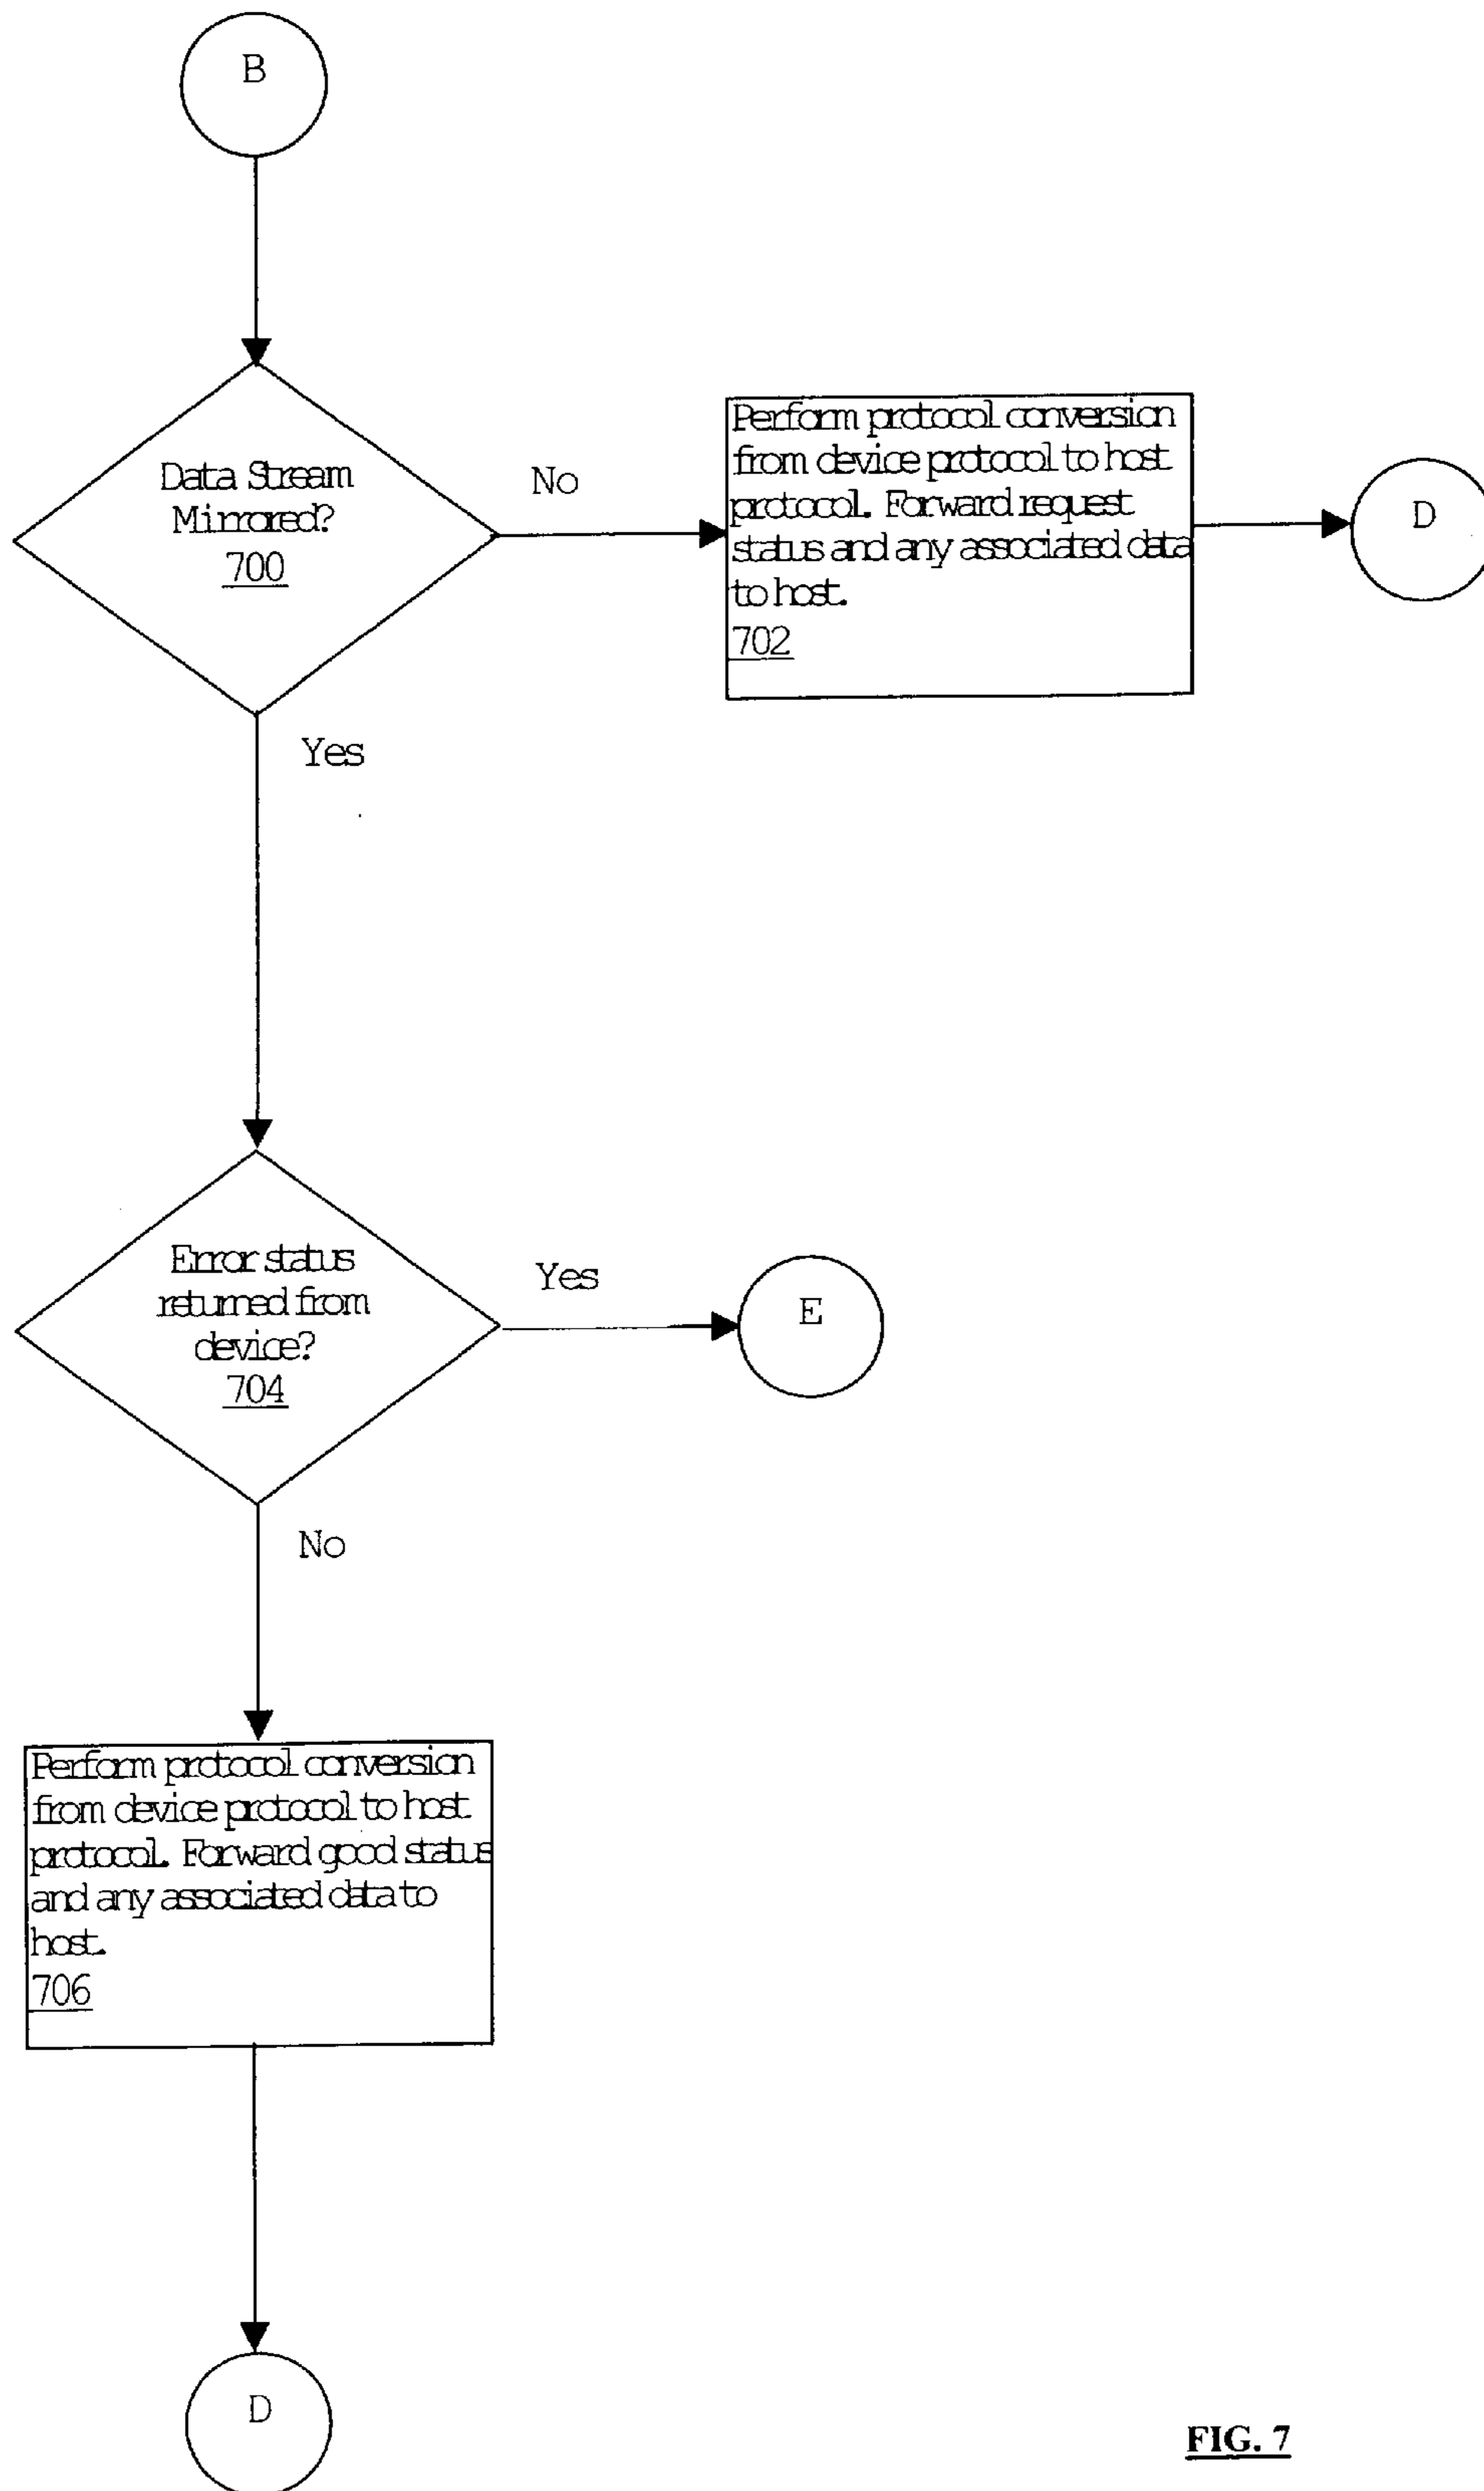 B
Data Stream
Mirrored?
700
No
Perform protocol conversion
from device protocol to host
protocol. Forward request
status and any associated data
to host.
702
D
Yes
Error status
returned from
device?
704
Yes
E
No
Perform protocol conversion
from device protocol to host
protocol. Forward good status
and any associated data to
host.
706
D
FIG. 7